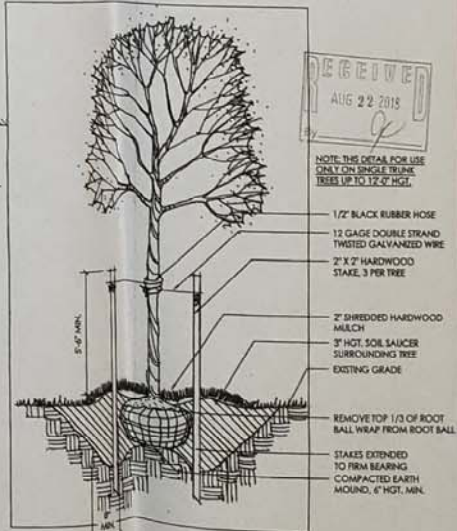 RECEIVED
AUG 22 2018
By
NOTE: THIS DETAIL FOR USE
ONLY ON SINGLE TRUNK
TREES UP TO 12'-0" HGT.
1/2" BLACK RUBBER HOSE
12 GAGE DOUBLE STRAND
TWISTED GALVANIZED WIRE
2" X 2" HARDWOOD
STAKE, 3 PER TREE
5'-6" MIN.
2" SHREDDED HARDWOOD
MULCH
3" HGT. SOIL SAUCER
SURROUNDING TREE
EXISTING GRADE
REMOVE TOP 1/3 OF ROOT
BALL WRAP FROM ROOT BALL
STAKES EXTENDED
TO FIRM BEARING
COMPACTED EARTH
MOUND, 6" HGT. MIN.
MIN.